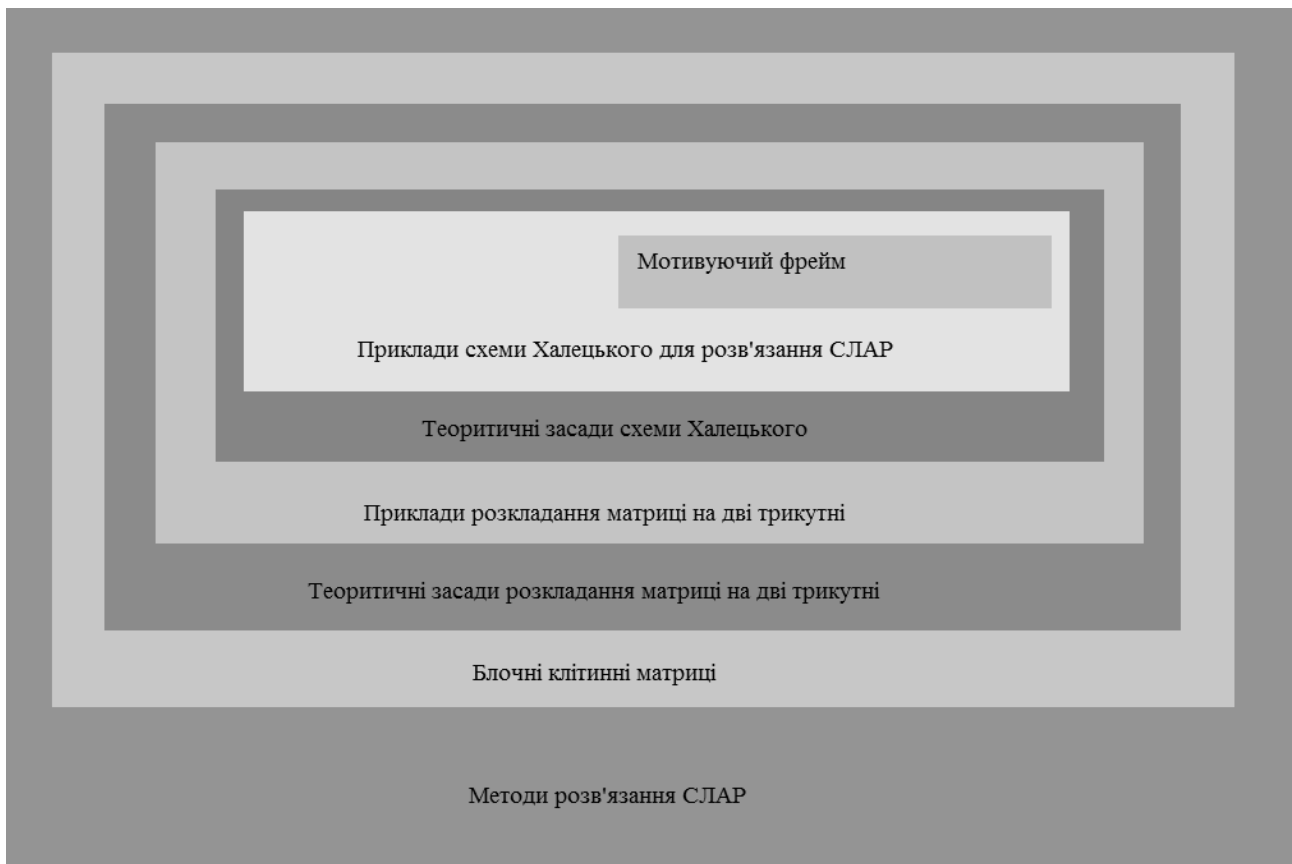 Мотивуючий фрейм
Приклади схеми Халецького для розв'язання СЛАР
Теоритичні засади схеми Халецького
Приклади розкладання матриці на дві трикутні
Теоритичні засади розкладання матриці на дві трикутні
Блочні клітинні матриці
Методи розв'язання СЛАР